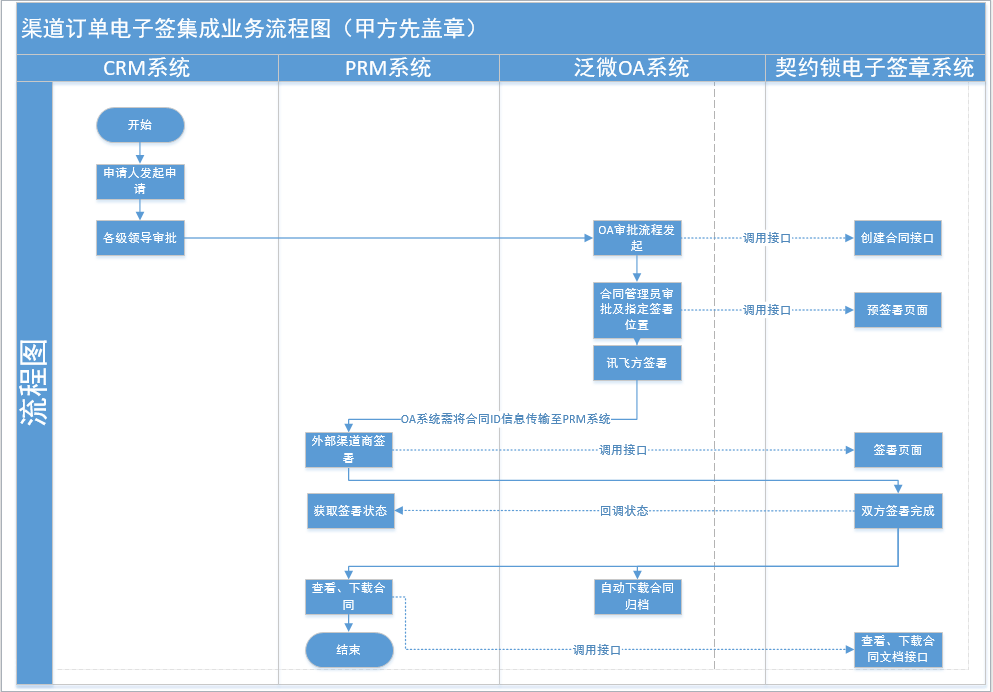 渠道订单电子签集成业务流程图（甲方先盖章）
CRM系统
PRM系统
泛微OA系统
契约锁电子签章系统
流程图
开始
申请人发起申
请
各级领导审批
OA审批流程发
起
调用接口
创建合同接口
合同管理员审
批及指定签署
位置
调用接口
预签署页面
讯飞方签署
OA系统需将合同ID信息传输至PRM系统
外部渠道商签
署
调用接口
签署页面
获取签署状态
回调状态
双方签署完成
查看、下载合
同
自动下载合同
归档
结束
调用接口
查看、下载合
同文档接口